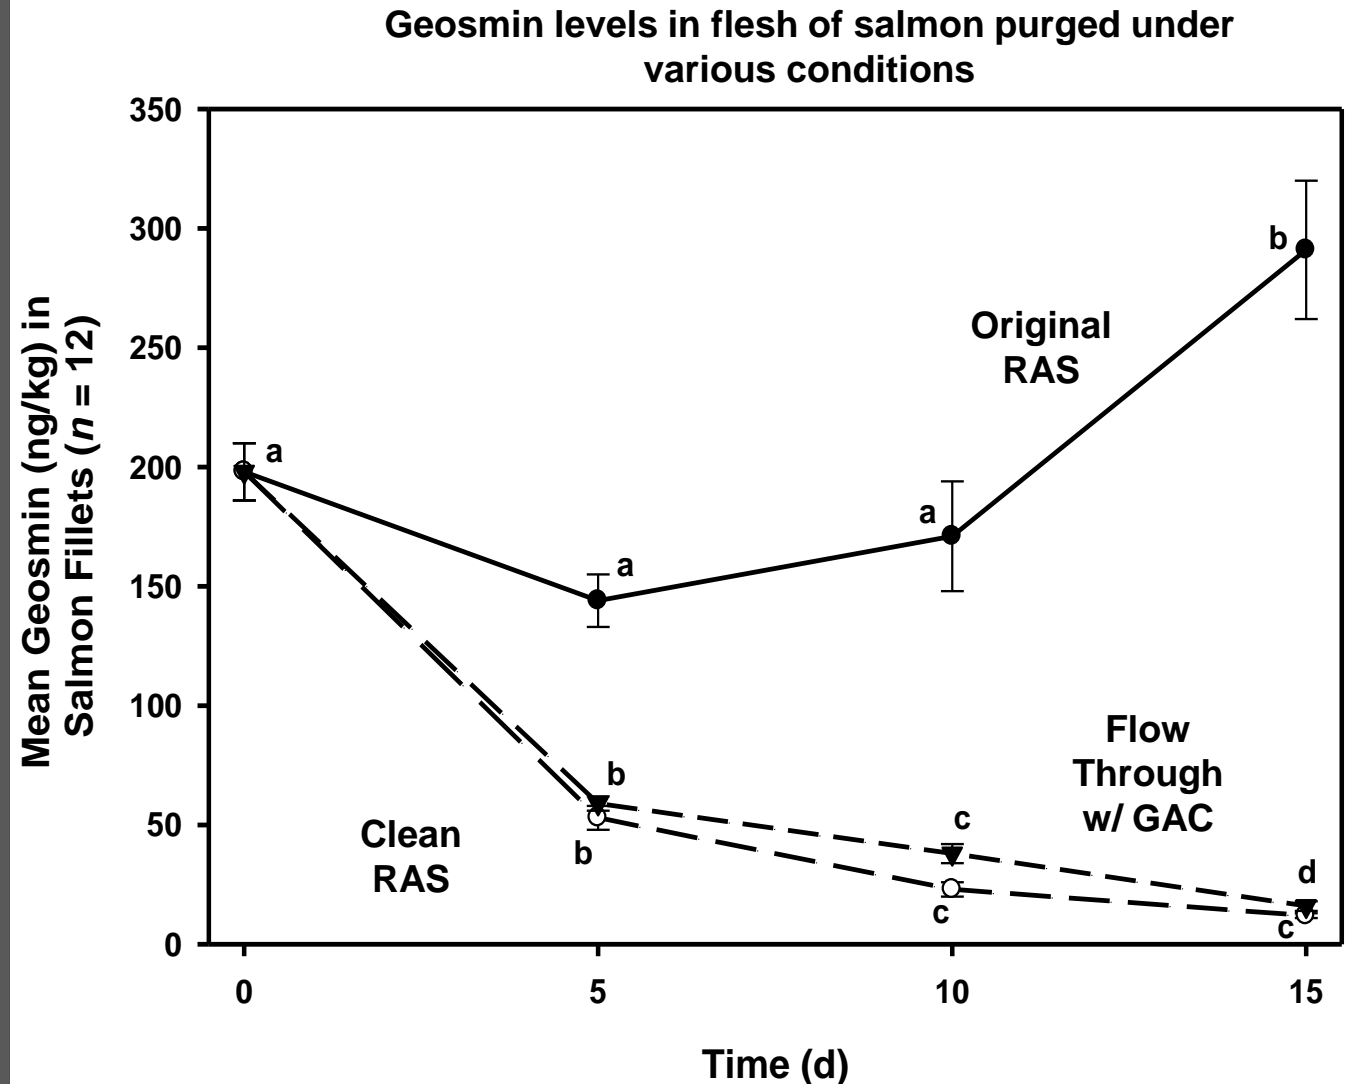 Geosmin levels in flesh of salmon purged under
various conditions
Mean Geosmin (ng/kg) in
Salmon Fillets (n = 12)
350
300
250
200
150
100
50
0
a
a
a
b
Original
RAS
b
b
c
c
d
c
Clean
RAS
Flow
Through
w/ GAC
0 5 10 15
Time (d)